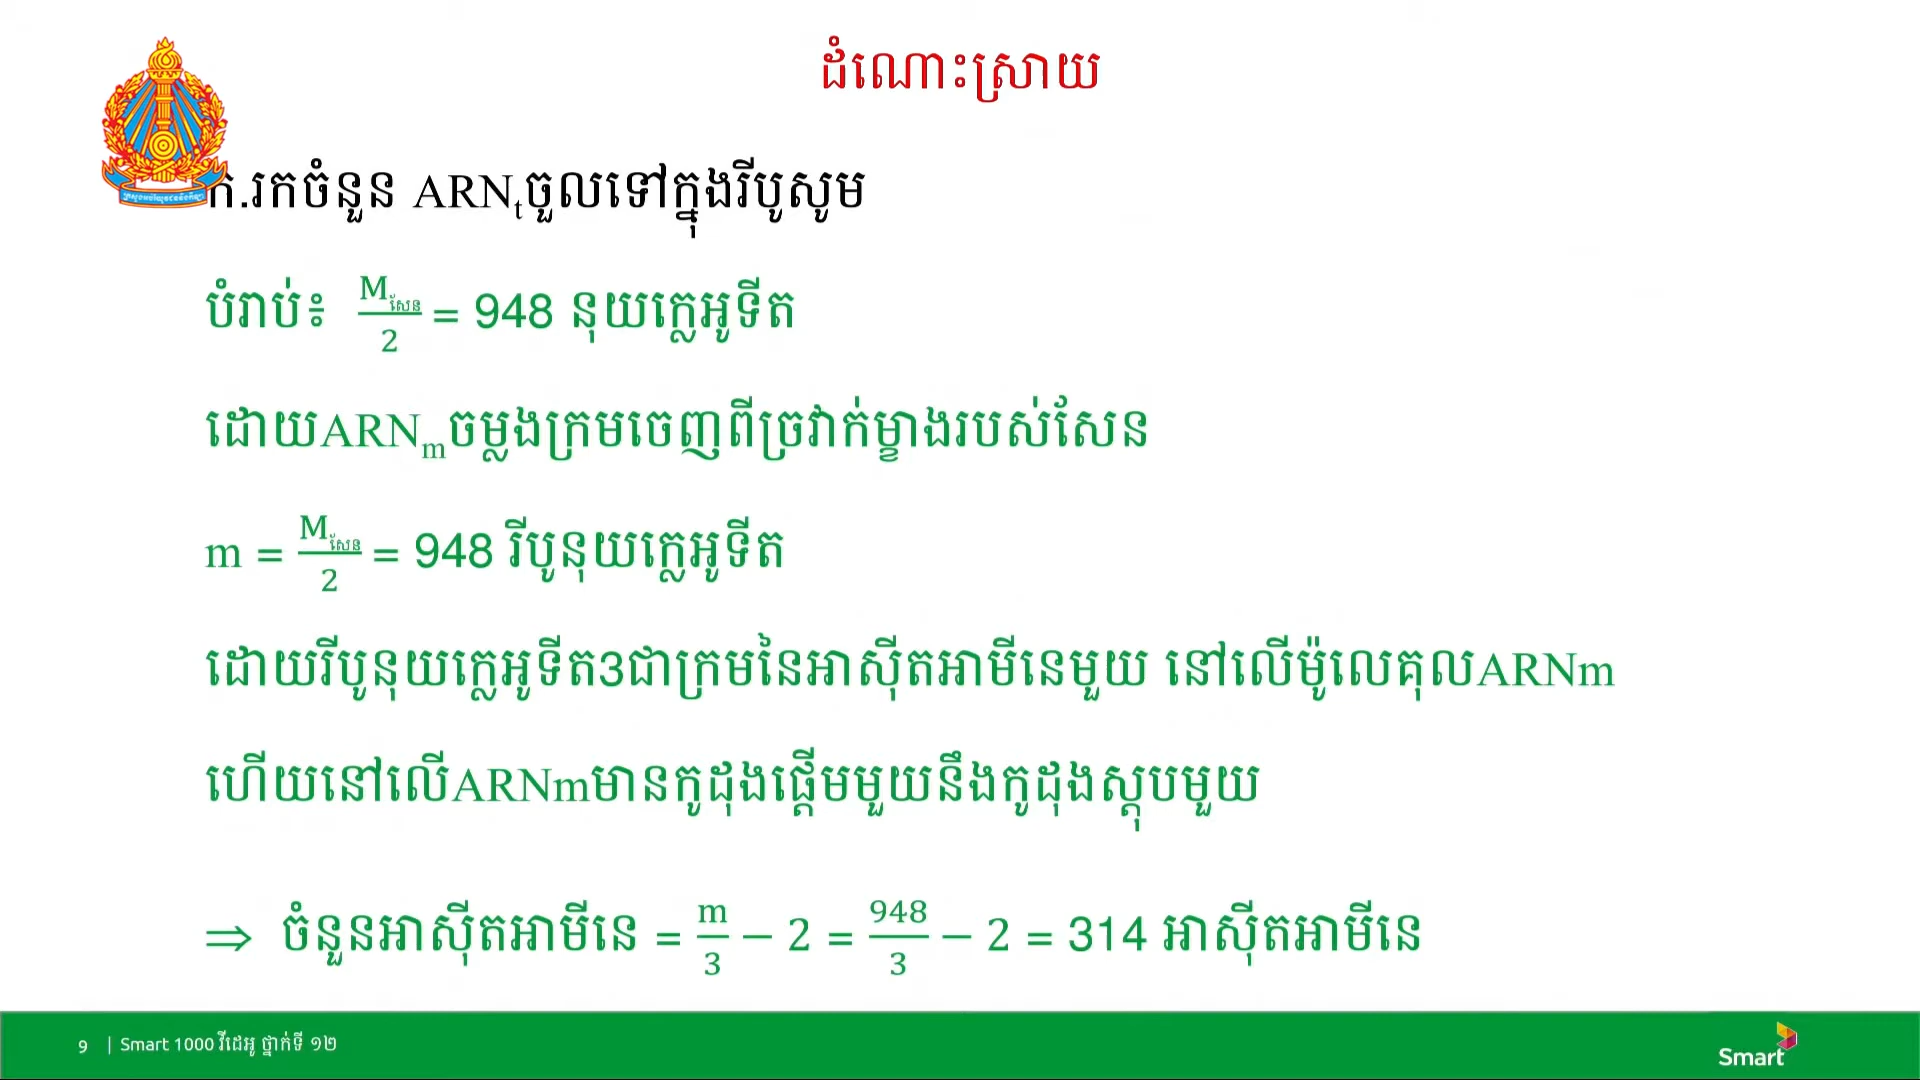 ដំណោះស្រាយ
ក.រកចំនួន ARNtចូលទៅក្នុងរីបូសូម
បំរាប់៖ Mសែន/2 = 948 នុយក្លេអូទីត
ដោយARNmចម្លងក្រមចេញពីច្រវាក់ម្ខាងរបស់សែន
m = Mសែន/2 = 948 រីបូនុយក្លេអូទីត
ដោយរីបូនុយក្លេអូទីត3ជាក្រមនៃអាស៊ីតអាមីនេមួយ នៅលើម៉ូលេគុលARNm
ហើយនៅលើARNmមានកូដុងផ្តើមមួយនឹងកូដុងស្តុបមួយ
⇒ ចំនួនអាស៊ីតអាមីនេ = m/3 − 2 = 948/3 − 2 = 314 អាស៊ីតអាមីនេ
9 | Smart 1000 វីដេអូ ថ្នាក់ទី ១២
Smart